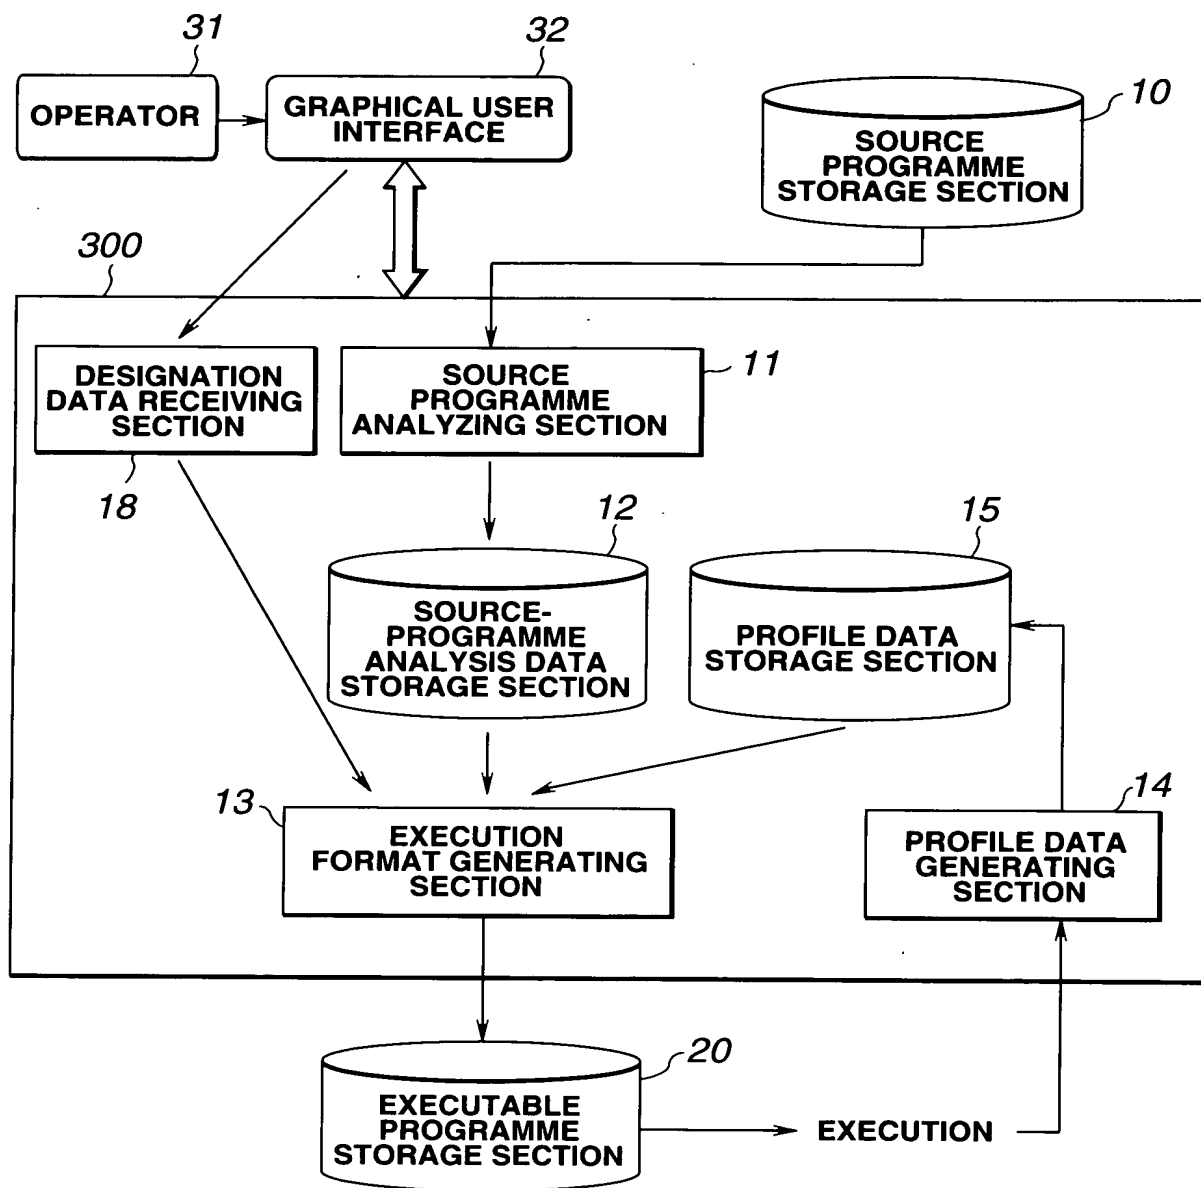 31
32
10
OPERATOR
GRAPHICAL USER
INTERFACE
SOURCE
PROGRAMME
STORAGE SECTION
300
DESIGNATION
DATA RECEIVING
SECTION
18
SOURCE
PROGRAMME
ANALYZING SECTION
11
12
15
SOURCE-
PROGRAMME
ANALYSIS DATA
STORAGE SECTION
PROFILE DATA
STORAGE SECTION
13
14
EXECUTION
FORMAT GENERATING
SECTION
PROFILE DATA
GENERATING
SECTION
20
EXECUTABLE
PROGRAMME
STORAGE SECTION
EXECUTION